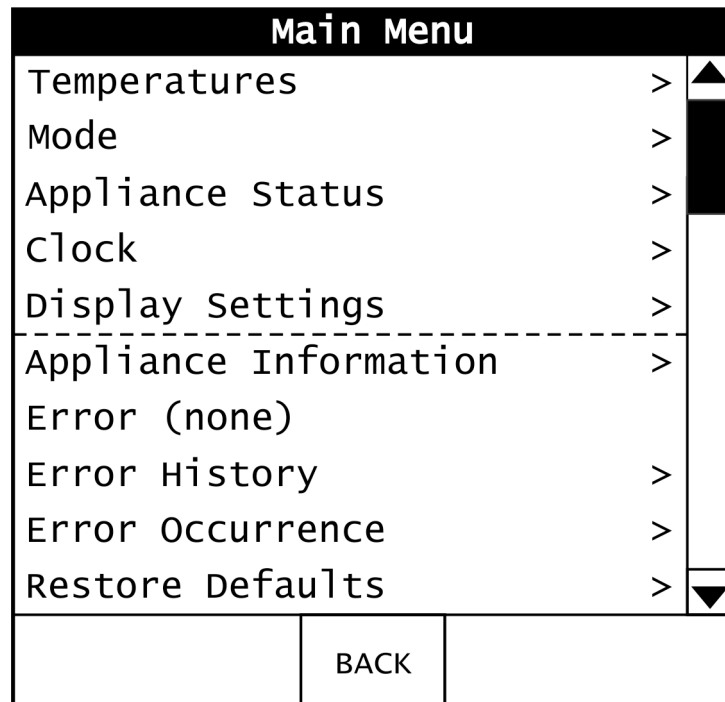 Main Menu
Temperatures >
Mode >
Appliance Status >
Clock >
Display Settings >
Appliance Information >
Error (none)
Error History >
Error Occurrence >
Restore Defaults >
BACK